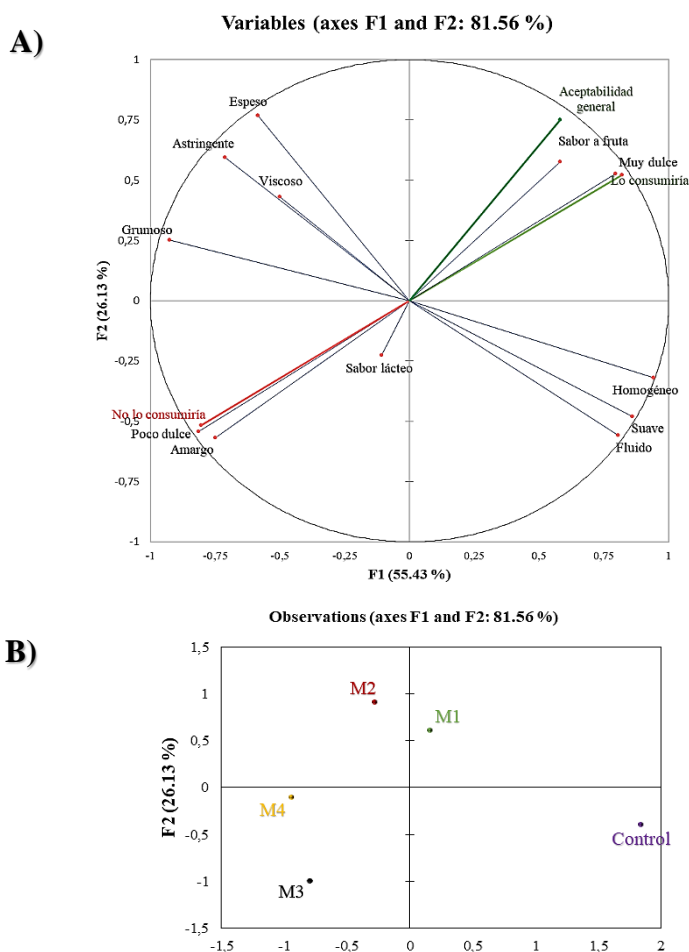 A)
Variables (axes F1 and F2: 81.56 %)
1
Espeso
Aceptabilidad
general
0,75
Astringente
Sabor a fruta
Muy dulce
Viscoso
0,5
Lo consumiría
Grumoso
0,25
F2 (26.13 %)
0
-0,25
Sabor lácteo
Homogéneo
No lo consumiría
-0,5
Suave
Poco dulce
Amargo
Fluido
-0,75
-1
-1 -0,75 -0,5 -0,25 0 0,25 0,5 0,75 1
F1 (55.43 %)
Observations (axes F1 and F2: 81.56 %)
B)
1,5
M2
1
M1
0,5
F2 (26.13 %)
0
M4
-0,5
Control
-1
M3
-1,5
-1,5 -1 -0,5 0 0,5 1 1,5 2